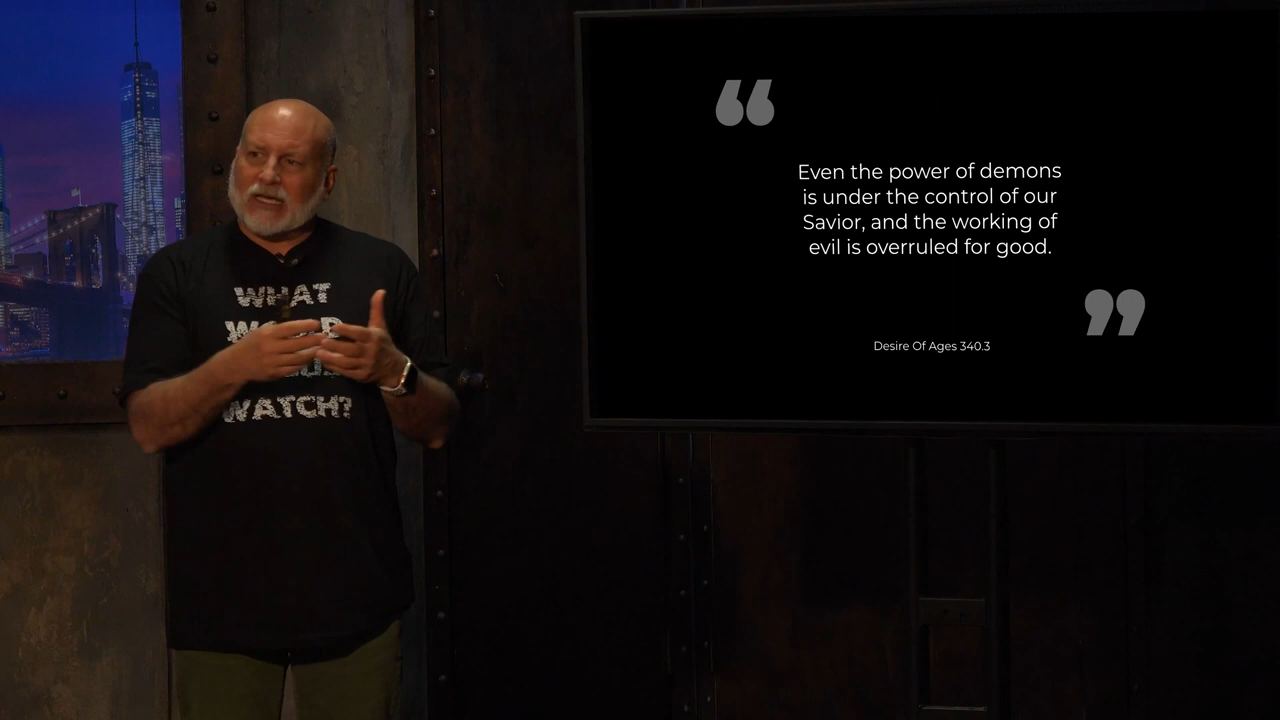 WHAT
WATCH?
“
Even the power of demons
is under the control of our
Savior, and the working of
evil is overruled for good.
”
Desire Of Ages 340.3